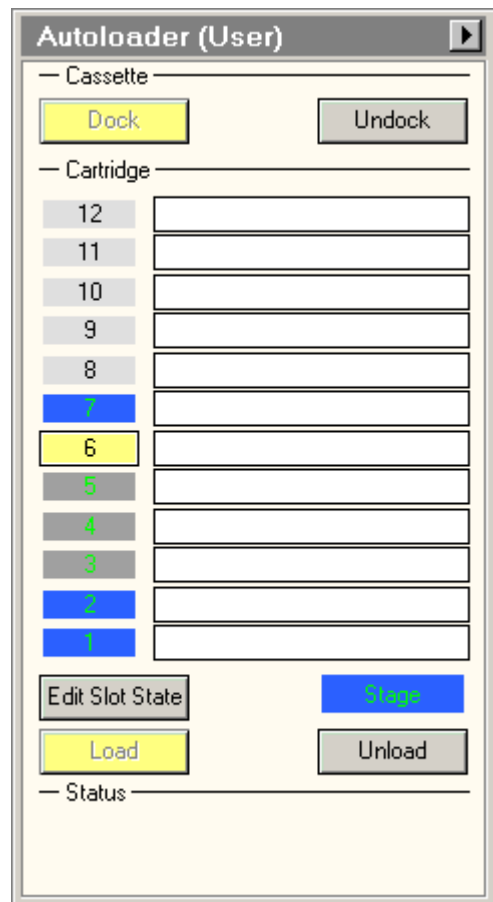 Autoloader (User)
Cassette
Dock Undock
Cartridge
12
11
10
9
8
7
6
5
4
3
2
1
Edit Slot State Stage
Load Unload
Status